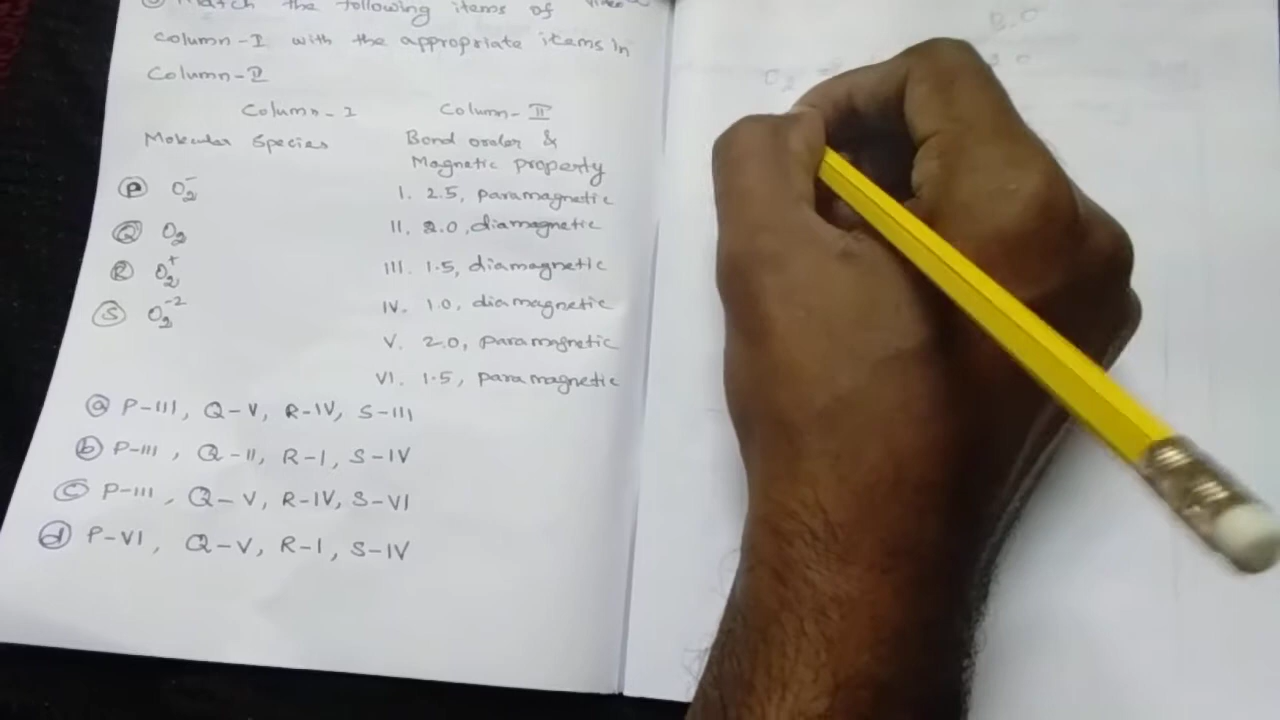 Match the following items of
Column-I with the appropriate items in
Column-II
Column-I Column-II
Molecular Species Bond order &
Magnetic property
P O₂⁻ I. 2.5, paramagnetic
Q O₂ II. 2.0, diamagnetic
R O₂⁺ III. 1.5, diamagnetic
S O₂⁻² IV. 1.0, diamagnetic
V. 2.0, paramagnetic
VI. 1.5, paramagnetic
a P-III, Q-V, R-IV, S-III
b P-III, Q-II, R-I, S-IV
c P-III, Q-V, R-IV, S-VI
d P-VI, Q-V, R-I, S-IV